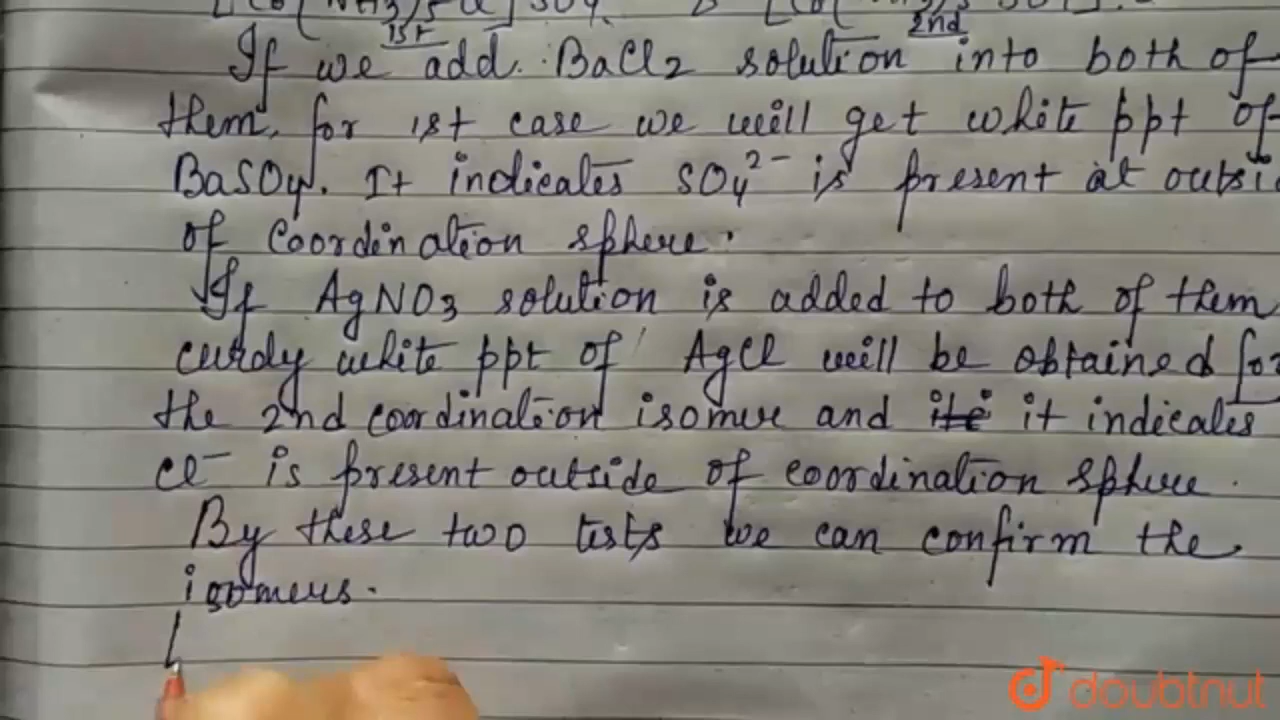 1st 2nd
If we add. BaCl2 solution into both of
them, for 1st case we will get white ppt of
BaSO4. It indicates SO4 2- is present at outsi
of Coordination sphere.
If AgNO3 solution is added to both of them
curdy white ppt of AgCl will be obtained for
the 2nd coordination isomer and it indicates
Cl- is present outside of coordination sphere.
By these two tests we can confirm the
isomers.
doubtnut